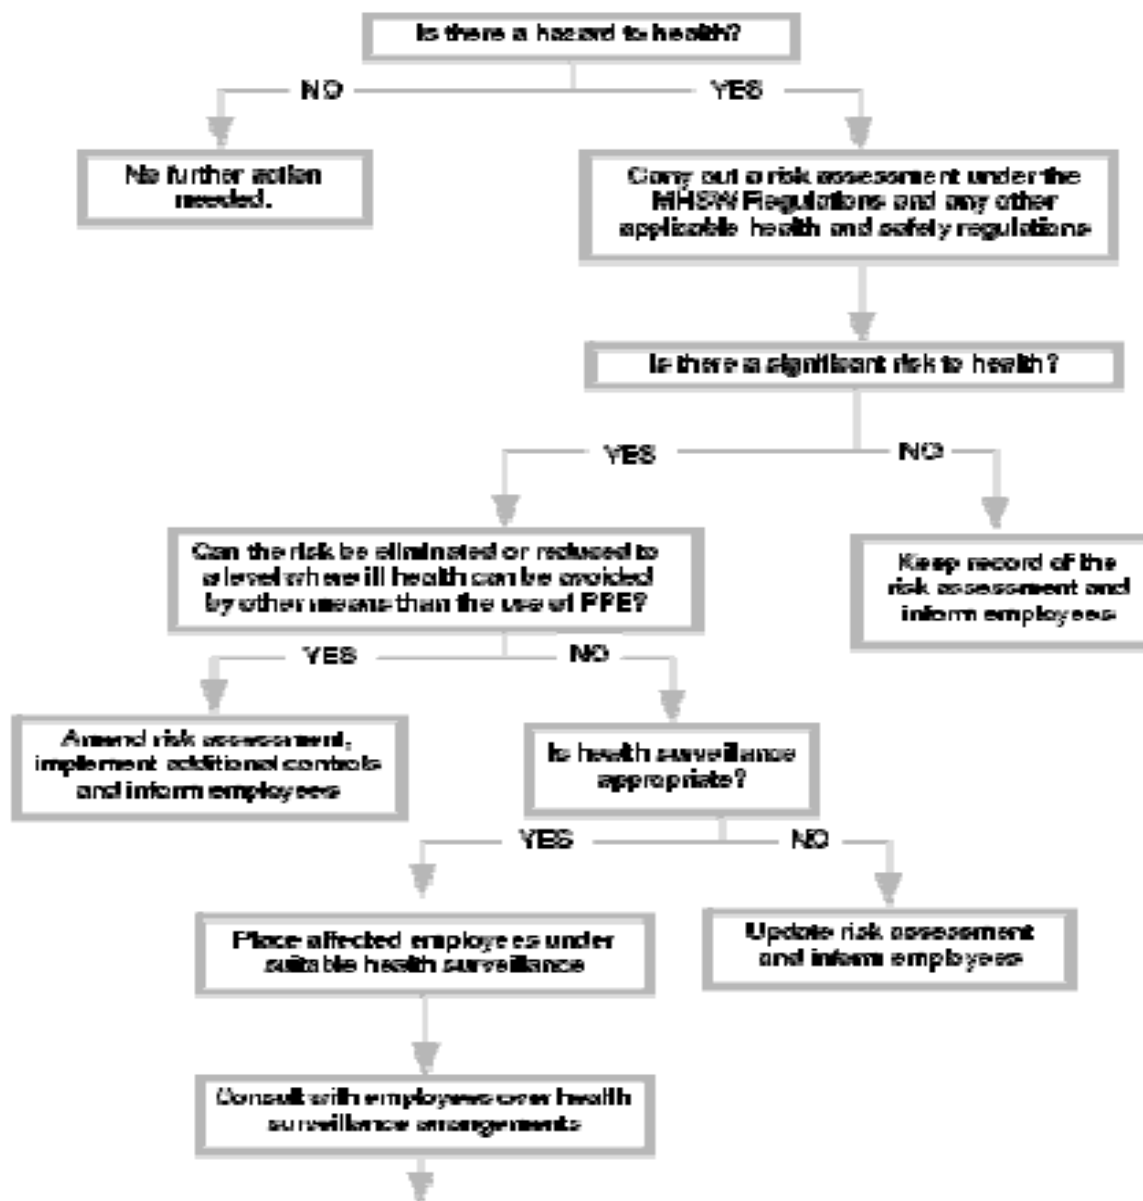 Is there a hazard to health?
NO
YES
No further action
needed.
Carry out a risk assessment under the
MHSW Regulations and any other
applicable health and safety regulations
Is there a significant risk to health?
YES
NO
Can the risk be eliminated or reduced to
a level where ill health can be avoided
by other means than the use of PPE?
Keep record of the
risk assessment and
inform employees
YES
NO
Amend risk assessment,
implement additional controls
and inform employees
Is health surveillance
appropriate?
YES
NO
Place affected employees under
suitable health surveillance
Update risk assessment
and inform employees
Consult with employees over health
surveillance arrangements